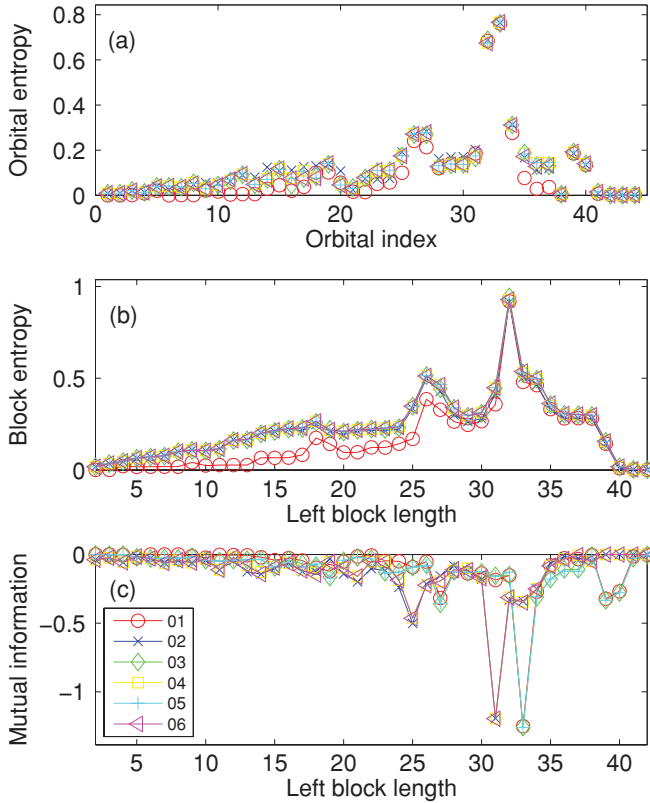 0.8
(a)
0.6
0.4
0.2
0
Orbital entropy
0 10 20 30 40
Orbital index
1
(b)
0.5
0
Block entropy
5 10 15 20 25 30 35 40
Left block length
0
(c)
−0.5
−1
Mutual information
01
02
03
04
05
06
5 10 15 20 25 30 35 40
Left block length